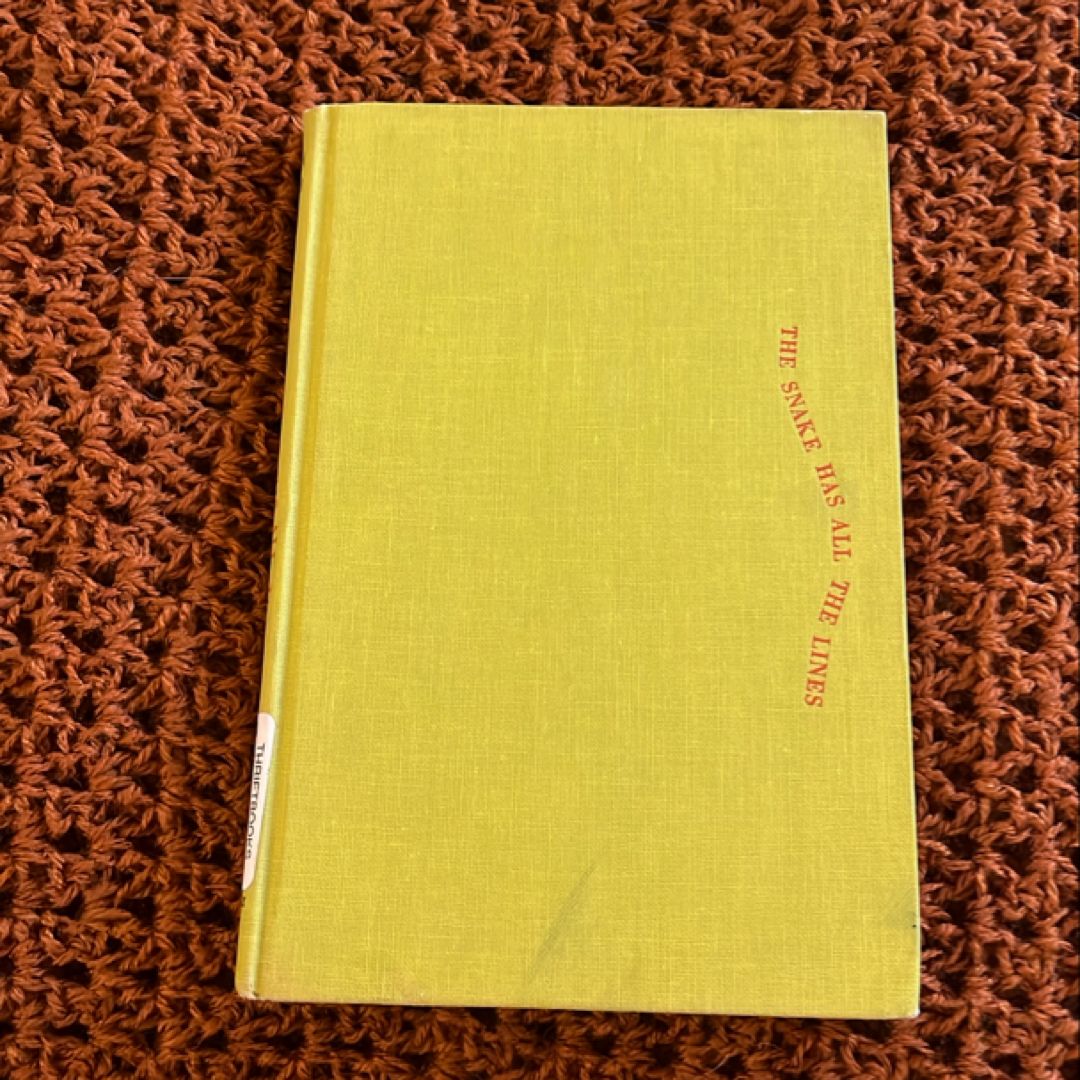 THE SNAKE HAS ALL THE LINES
THRIFTBOOKS